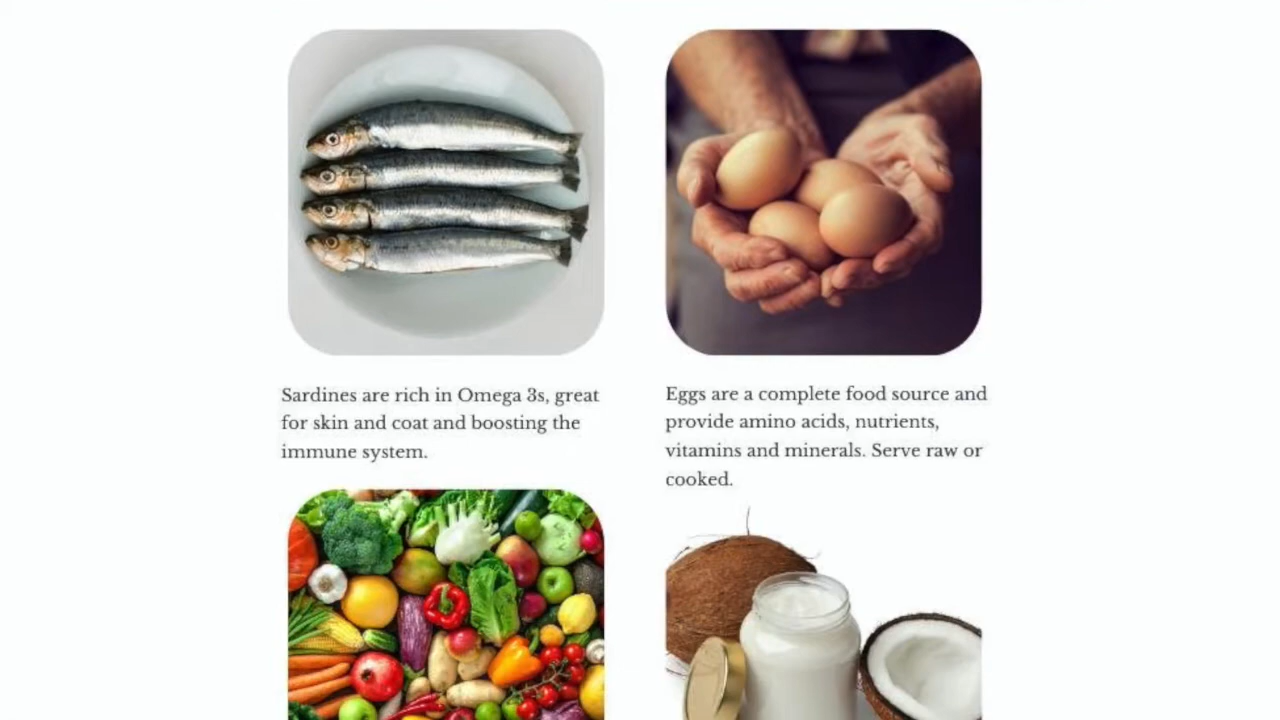 Sardines are rich in Omega 3s, great
for skin and coat and boosting the
immune system.
Eggs are a complete food source and
provide amino acids, nutrients,
vitamins and minerals. Serve raw or
cooked.